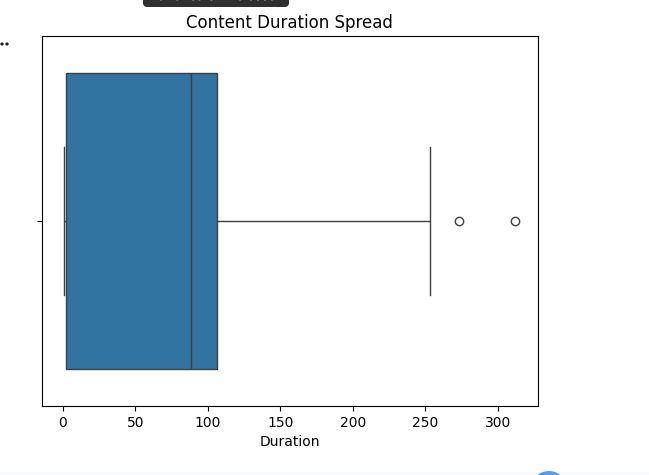 Content Duration Spread
0 50 100 150 200 250 300
Duration